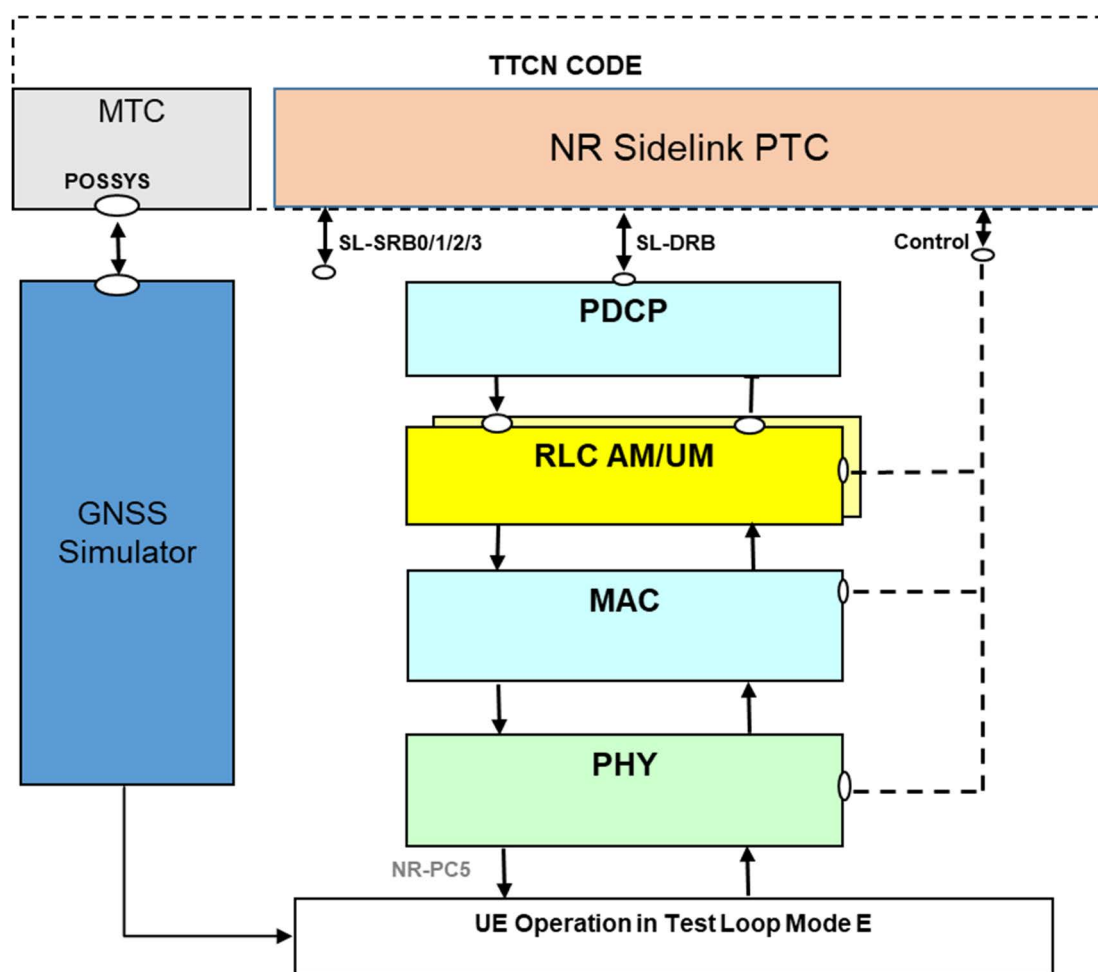 TTCN CODE
MTC
NR Sidelink PTC
POSSYS
SL-SRB0/1/2/3
SL-DRB
Control
PDCP
RLC AM/UM
GNSS
Simulator
MAC
PHY
NR-PC5
UE Operation in Test Loop Mode E